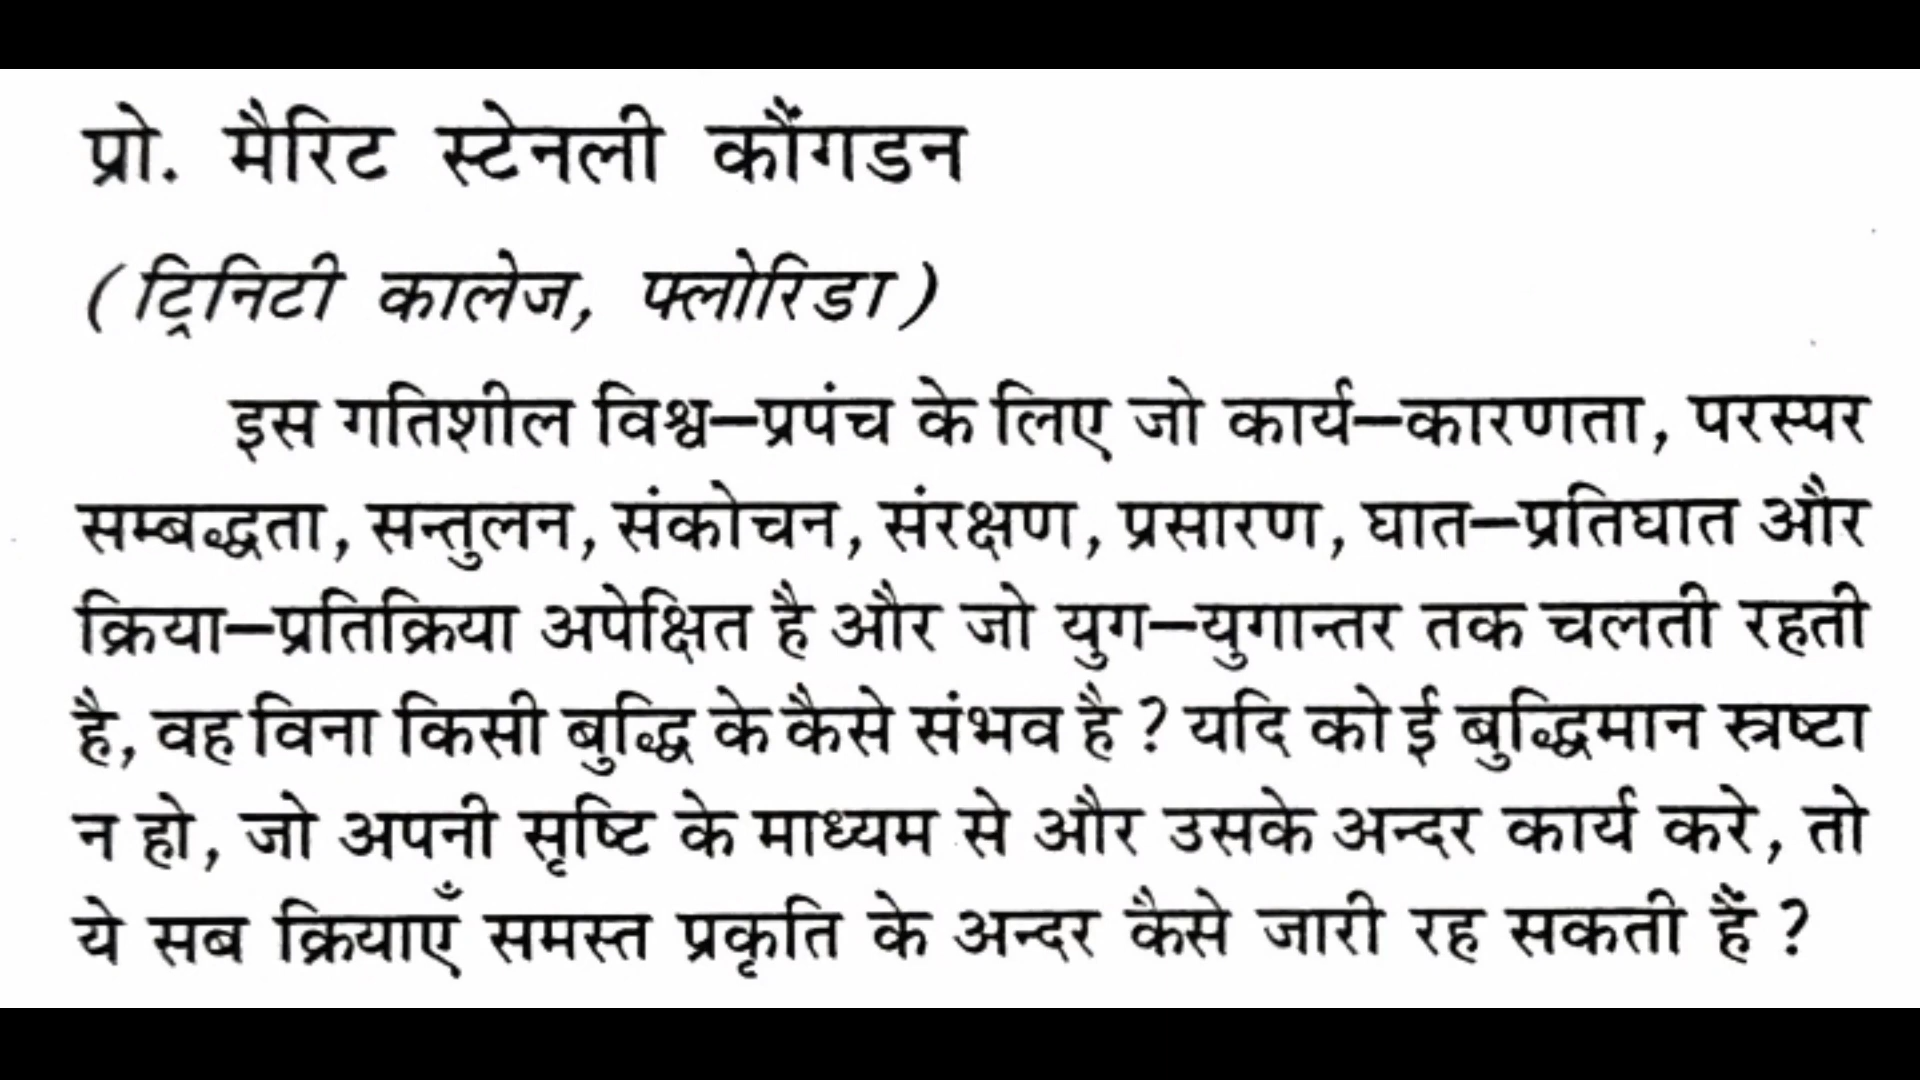 प्रो. मैरिट स्टेनली कौंगडन
(ट्रिनिटी कालेज, फ्लोरिडा)
इस गतिशील विश्व–प्रपंच के लिए जो कार्य–कारणता, परस्पर
सम्बद्धता, सन्तुलन, संकोचन, संरक्षण, प्रसारण, घात–प्रतिघात और
क्रिया–प्रतिक्रिया अपेक्षित है और जो युग–युगान्तर तक चलती रहती
है, वह विना किसी बुद्धि के कैसे संभव है ? यदि को ई बुद्धिमान स्त्रष्टा
न हो, जो अपनी सृष्टि के माध्यम से और उसके अन्दर कार्य करे, तो
ये सब क्रियाएँ समस्त प्रकृति के अन्दर कैसे जारी रह सकती हैं ?